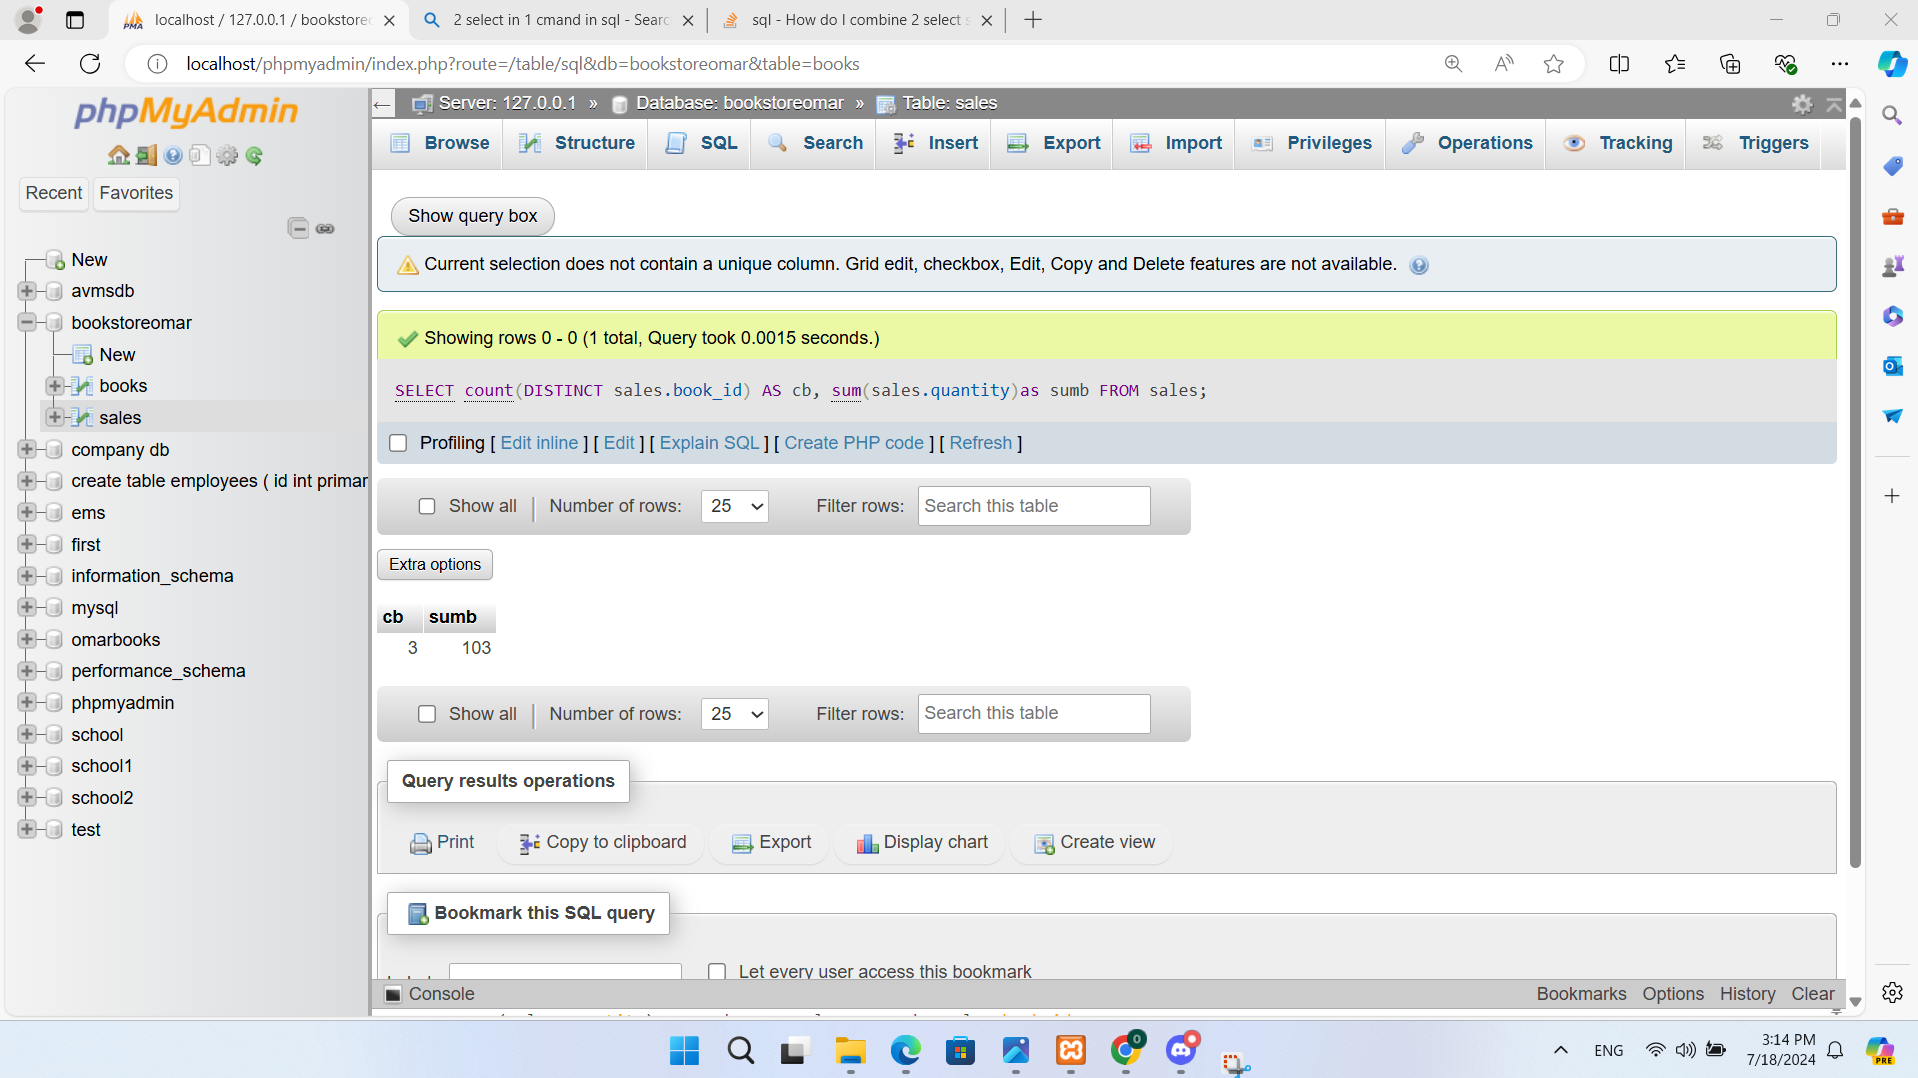 localhost / 127.0.0.1 / bookstoreo
2 select in 1 cmand in sql - Searc
sql - How do I combine 2 select s
localhost/phpmyadmin/index.php?route=/table/sql&db=bookstoreomar&table=books
phpMyAdmin
Recent Favorites
New
avmsdb
bookstoreomar
New
books
sales
company db
create table employees ( id int primar
ems
first
information_schema
mysql
omarbooks
performance_schema
phpmyadmin
school
school1
school2
test
Server: 127.0.0.1 » Database: bookstoreomar » Table: sales
Browse Structure SQL Search Insert Export Import Privileges Operations Tracking Triggers
Show query box
Current selection does not contain a unique column. Grid edit, checkbox, Edit, Copy and Delete features are not available.
Showing rows 0 - 0 (1 total, Query took 0.0015 seconds.)
SELECT count(DISTINCT sales.book_id) AS cb, sum(sales.quantity)as sumb FROM sales;
Profiling [ Edit inline ] [ Edit ] [ Explain SQL ] [ Create PHP code ] [ Refresh ]
Show all | Number of rows: 25 Filter rows: Search this table
Extra options
cb sumb
3 103
Show all | Number of rows: 25 Filter rows: Search this table
Query results operations
Print Copy to clipboard Export Display chart Create view
Bookmark this SQL query
Let every user access this bookmark
Console Bookmarks Options History Clear
0
ENG
3:14 PM
7/18/2024
PRE